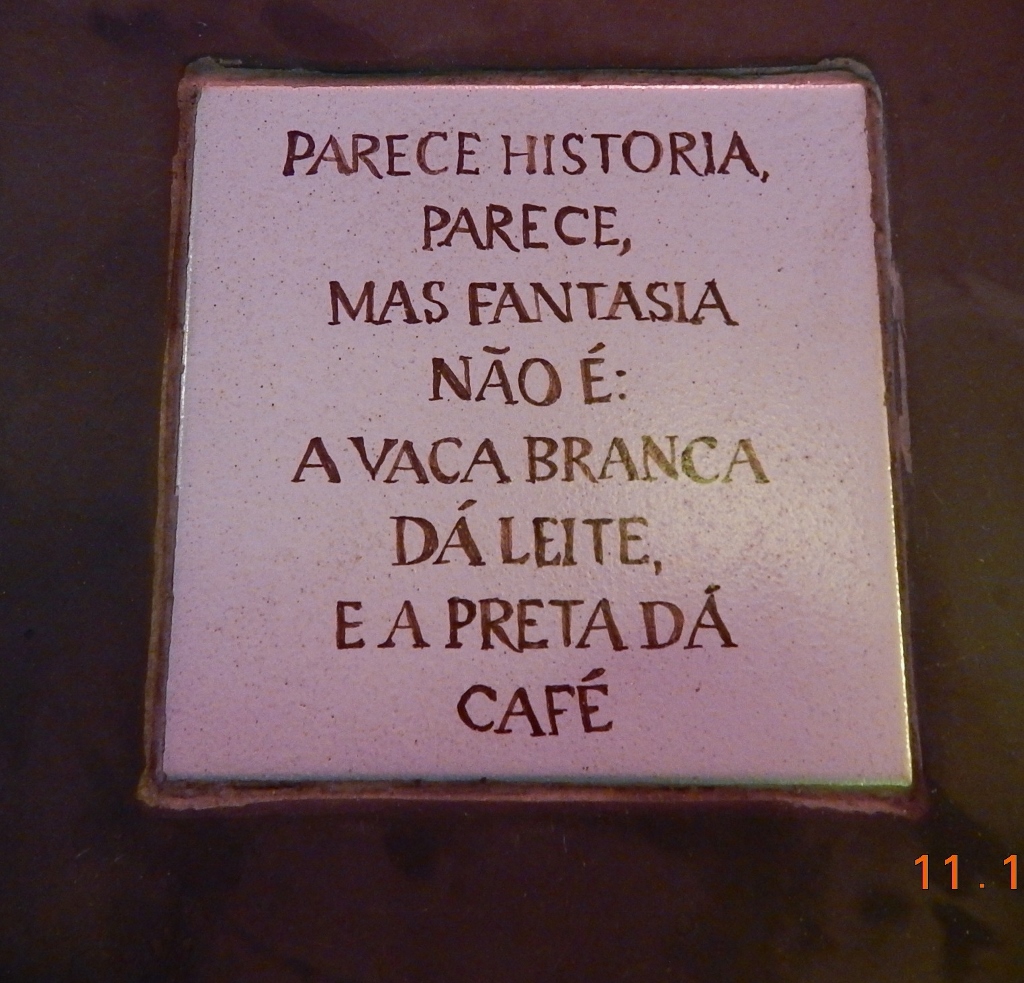 PARECE HISTORIA,
PARECE,
MAS FANTASIA
NÃO É:
A VACA BRANCA
DÁ LEITE,
E A PRETA DÁ
CAFÉ
11.1